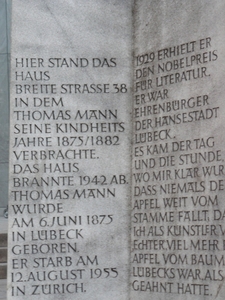 HIER STAND DAS
HAUS
BREITE STRASSE 38
IN DEM
THOMAS MANN
SEINE KINDHEITS
JAHRE 1875/1882
VERBRACHTE.
DAS HAUS
BRANNTE 1942 AB.
THOMAS MANN
WURDE
AM 6. JUNI 1875
IN LÜBECK
GEBOREN.
ER STARB AM
12. AUGUST 1955
IN ZÜRICH.
1929 ERHIELT ER
DEN NOBELPREIS
FÜR LITERATUR.
ER WAR
EHRENBÜRGER
DER HANSESTADT
LÜBECK.
ES KAM DER TAG
UND DIE STUNDE,
WO MIR KLAR WUR
DASS NIEMALS DE
APFEL WEIT VOM
STAMME FÄLLT, DA
ICH ALS KÜNSTLER V
ECHTER VIEL MEHR E
APFEL VOM BAUM
LÜBECKS WAR, ALS
GEAHNT HATTE.